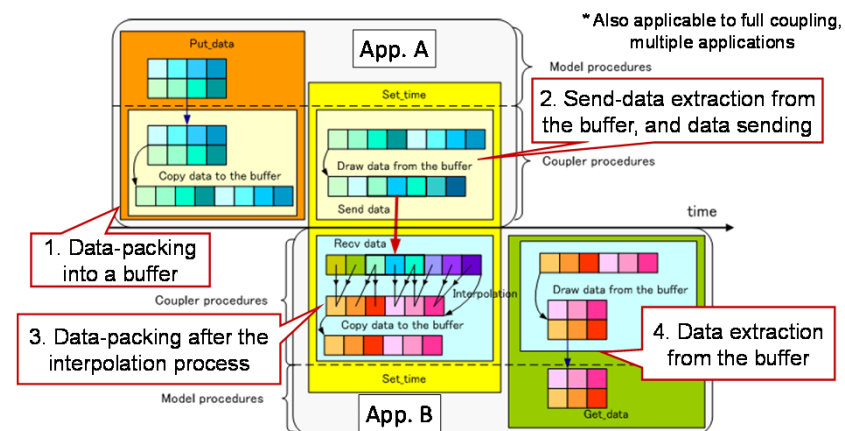 * Also applicable to full coupling,
multiple applications
Put_data
App. A
Model procedures
Set_time
2. Send-data extraction from
the buffer, and data sending
Copy data to the buffer
Draw data from the buffer
Coupler procedures
Send data
time
1. Data-packing
into a buffer
Recv data
Coupler procedures
Interpolation
Draw data from the buffer
Copy data to the buffer
3. Data-packing after the
interpolation process
4. Data extraction
from the buffer
Set_time
Model procedures
App. B
Get_data